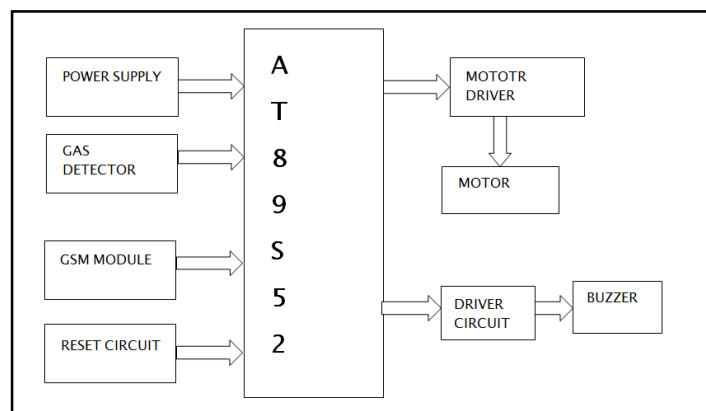 POWER SUPPLY
GAS
DETECTOR
GSM MODULE
RESET CIRCUIT
A
T
8
9
S
5
2
MOTOTR
DRIVER
MOTOR
DRIVER
CIRCUIT
BUZZER